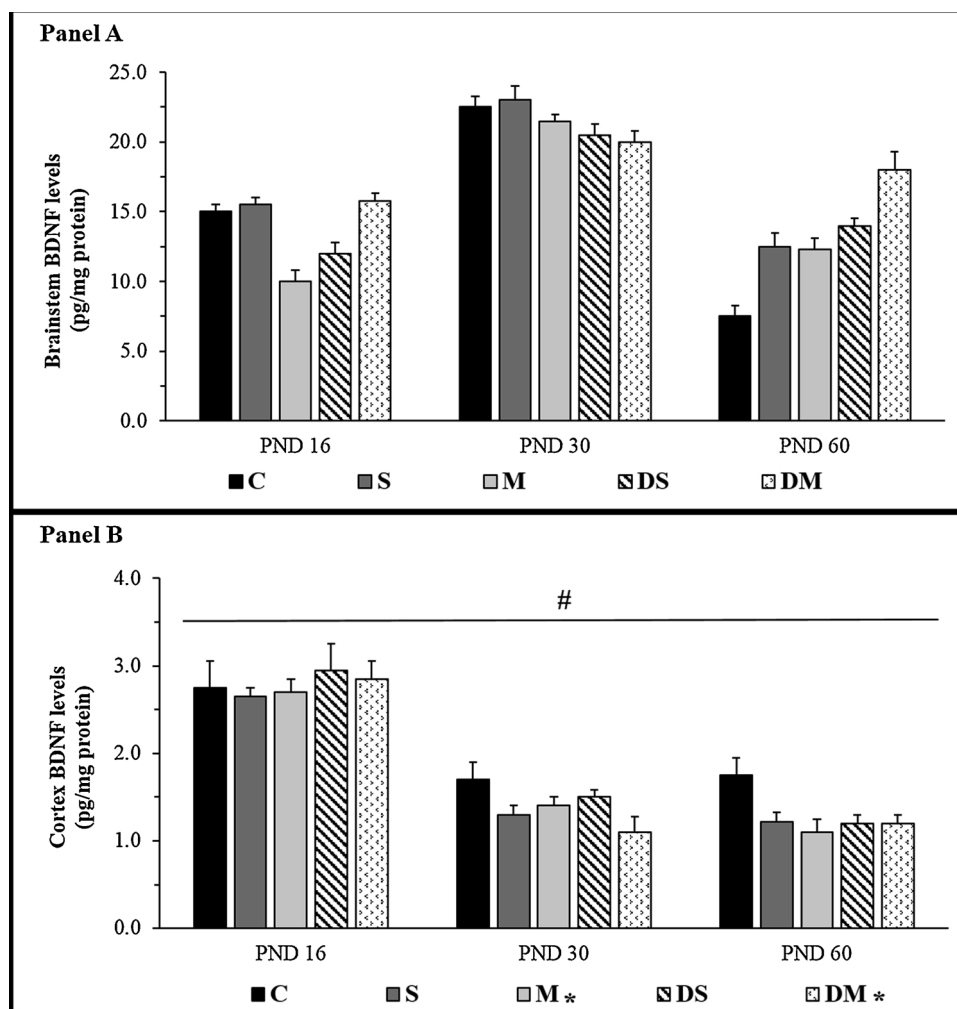 Panel A
Brainstem BDNF levels
(pg/mg protein)
25.0
20.0
15.0
10.0
5.0
0.0
PND 16 PND 30 PND 60
C S M DS DM
Panel B
Cortex BDNF levels
(pg/mg protein)
4.0
3.0
2.0
1.0
0.0
#
PND 16 PND 30 PND 60
C S M * DS DM *